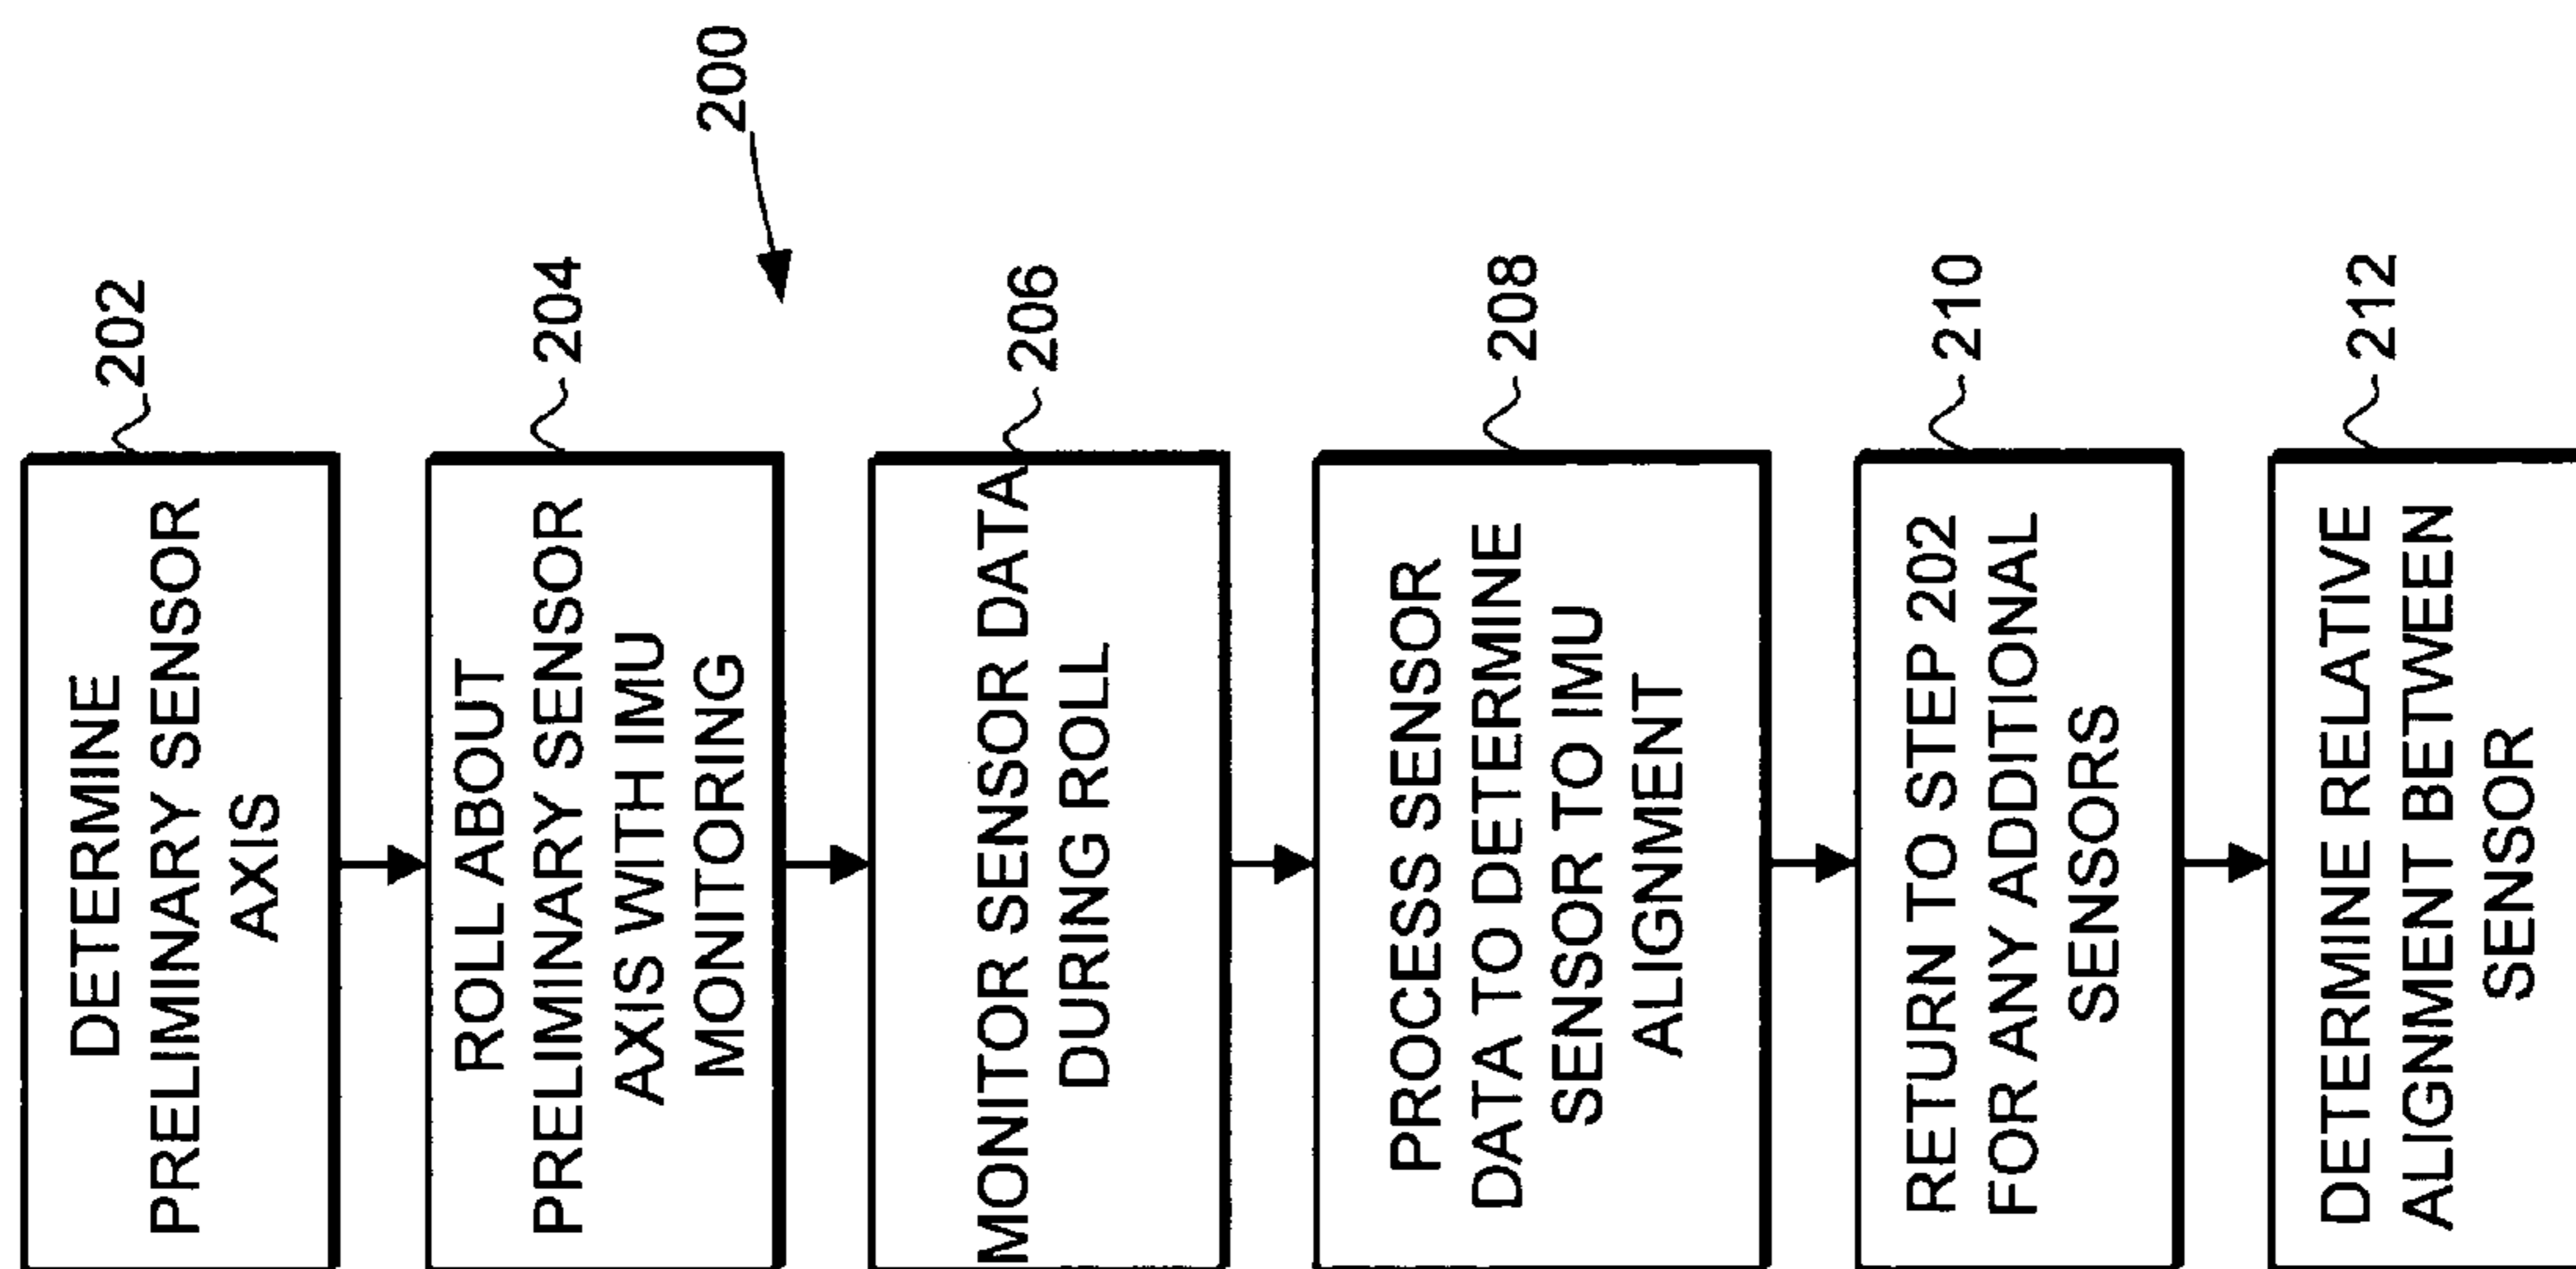 200
DETERMINE
PRELIMINARY SENSOR
AXIS
202
ROLL ABOUT
PRELIMINARY SENSOR
AXIS WITH IMU
MONITORING
204
MONITOR SENSOR DATA
DURING ROLL
206
PROCESS SENSOR
DATA TO DETERMINE
SENSOR TO IMU
ALIGNMENT
208
RETURN TO STEP 202
FOR ANY ADDITIONAL
SENSORS
210
DETERMINE RELATIVE
ALIGNMENT BETWEEN
SENSOR
212